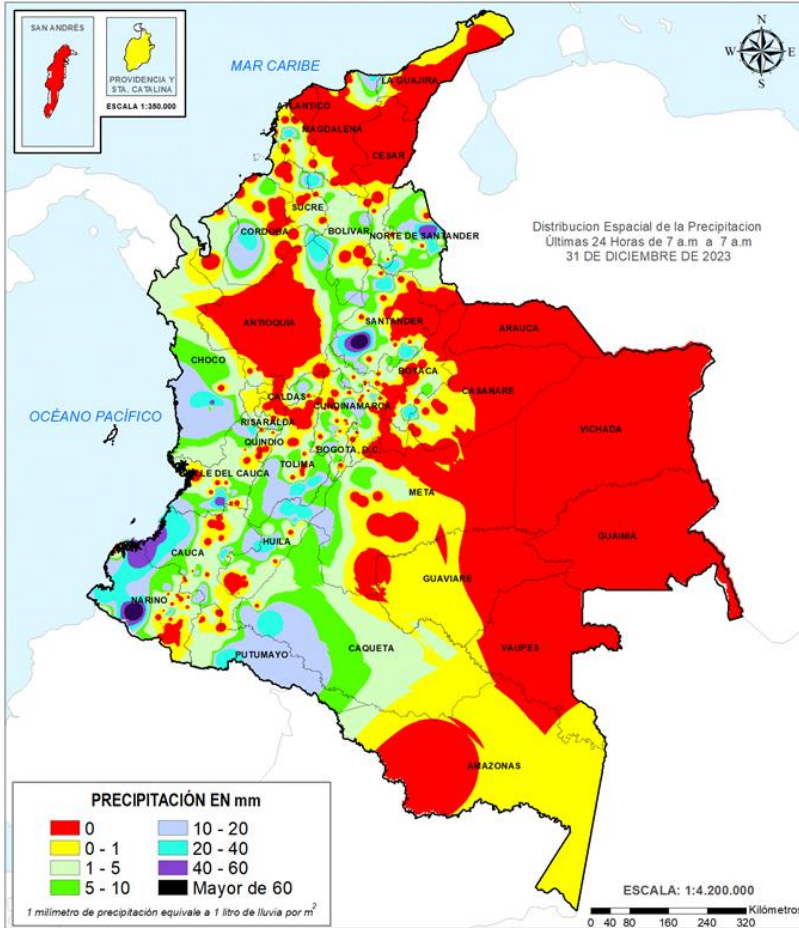 SAN ANDRÉS
PROVIDENCIA Y
STA. CATALINA
ESCALA 1:350.000
MAR CARIBE
N
W
E
S
LA GUAJIRA
ATLANTICO
MAGDALENA
CESAR
SUCRE
CORDOBA
BOLIVAR
NORTE DE SANTANDER
Distribucion Espacial de la Precipitacion
Últimas 24 Horas de 7 a.m a 7 a.m
31 DE DICIEMBRE DE 2023
ANTIOQUIA
SANTANDER
ARAUCA
CHOCO
BOYACA
CASANARE
OCÉANO PACÍFICO
CALDAS
CUNDINAMARCA
VICHADA
RISARALDA
QUINDIO
BOGOTA, D.C.
TOLIMA
VALLE DEL CAUCA
META
GUAINIA
HUILA
CAUCA
GUAVIARE
NARIÑO
CAQUETA
VAUPES
PUTUMAYO
AMAZONAS
PRECIPITACIÓN EN mm
0
10 - 20
0 - 1
20 - 40
1 - 5
40 - 60
5 - 10
Mayor de 60
1 milímetro de precipitación equivale a 1 litro de lluvia por m²
ESCALA: 1:4.200.000
Kilómetros
0 40 80 160 240 320